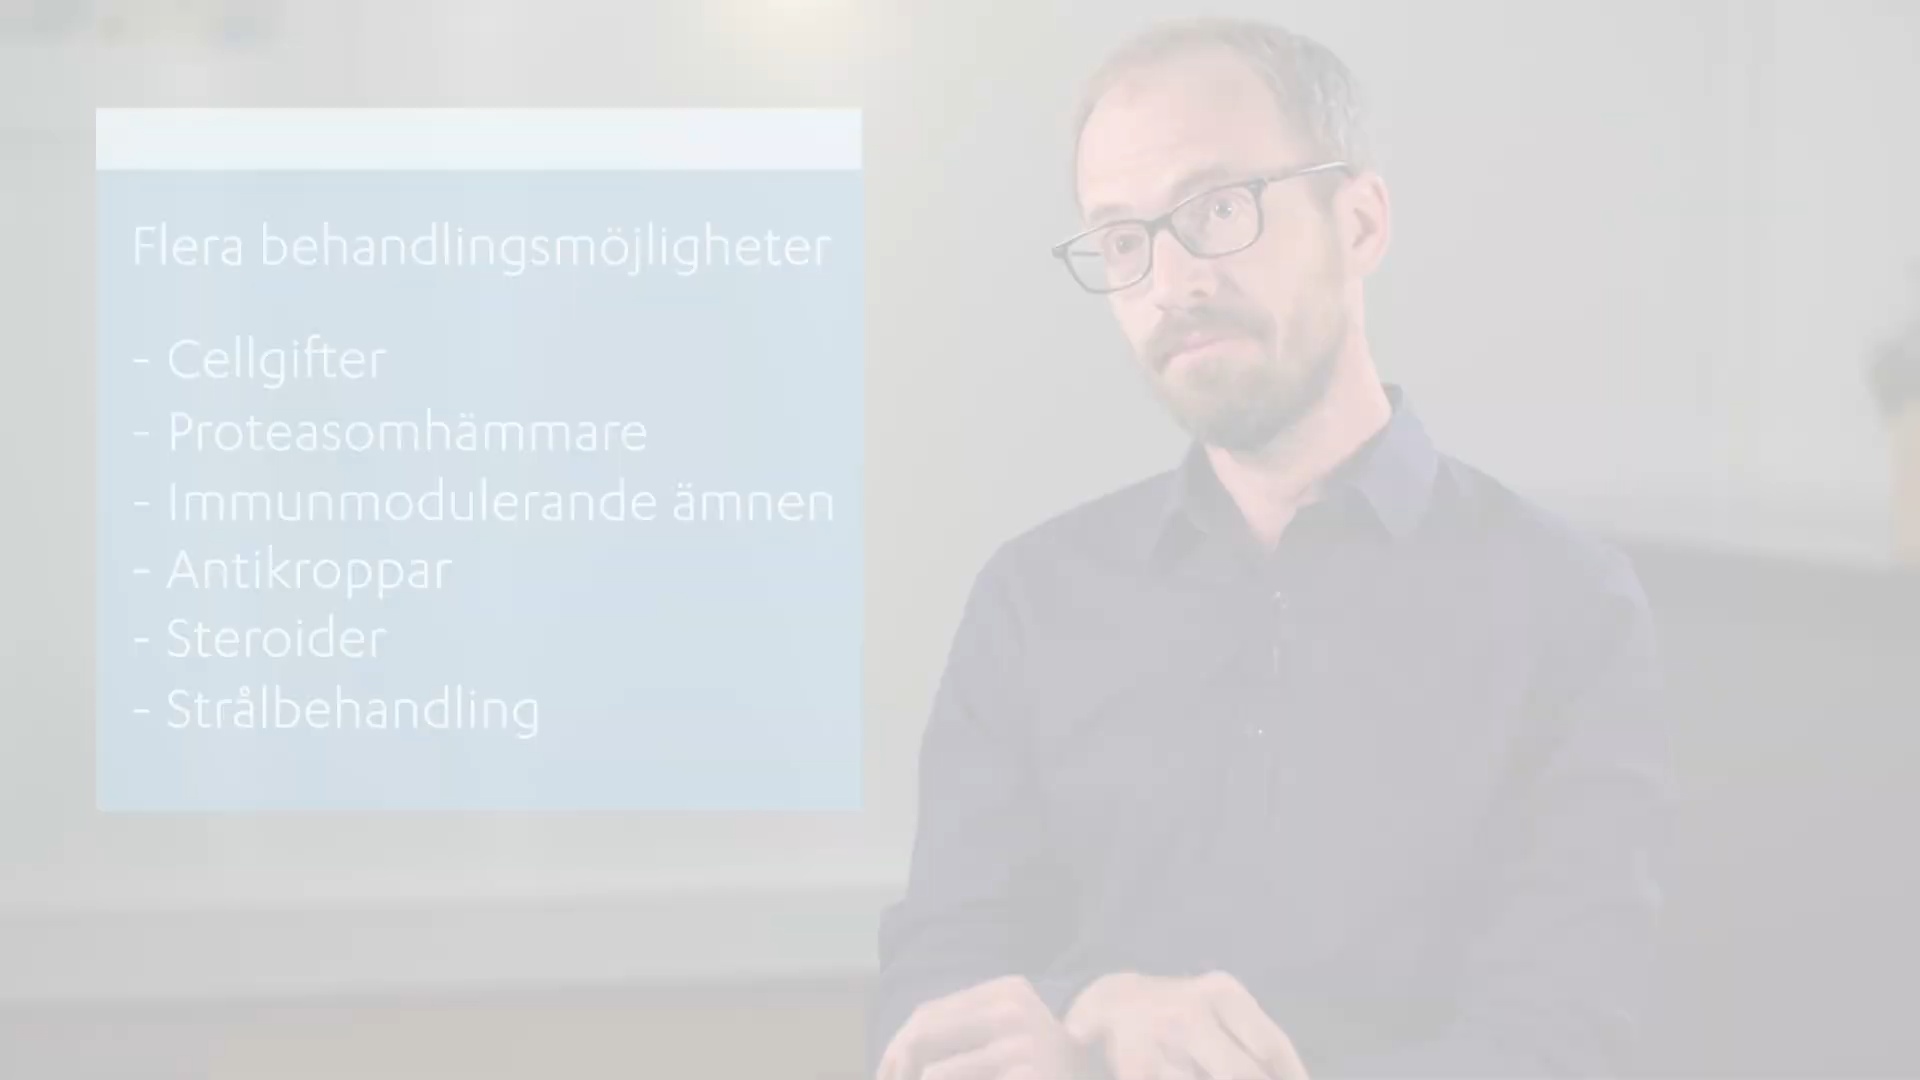 Flera behandlingsmöjligheter
- Cellgifter
- Proteasomhämmare
- Immunmodulerande ämnen
- Antikroppar
- Steroider
- Strålbehandling